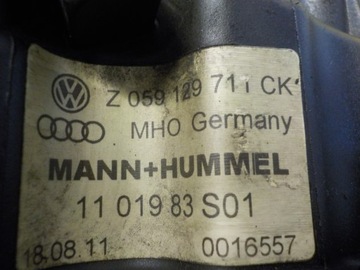 Z 059 129 711 CK
MHO Germany
MANN+HUMMEL
11 019 83 S01
18.08.11 0016557